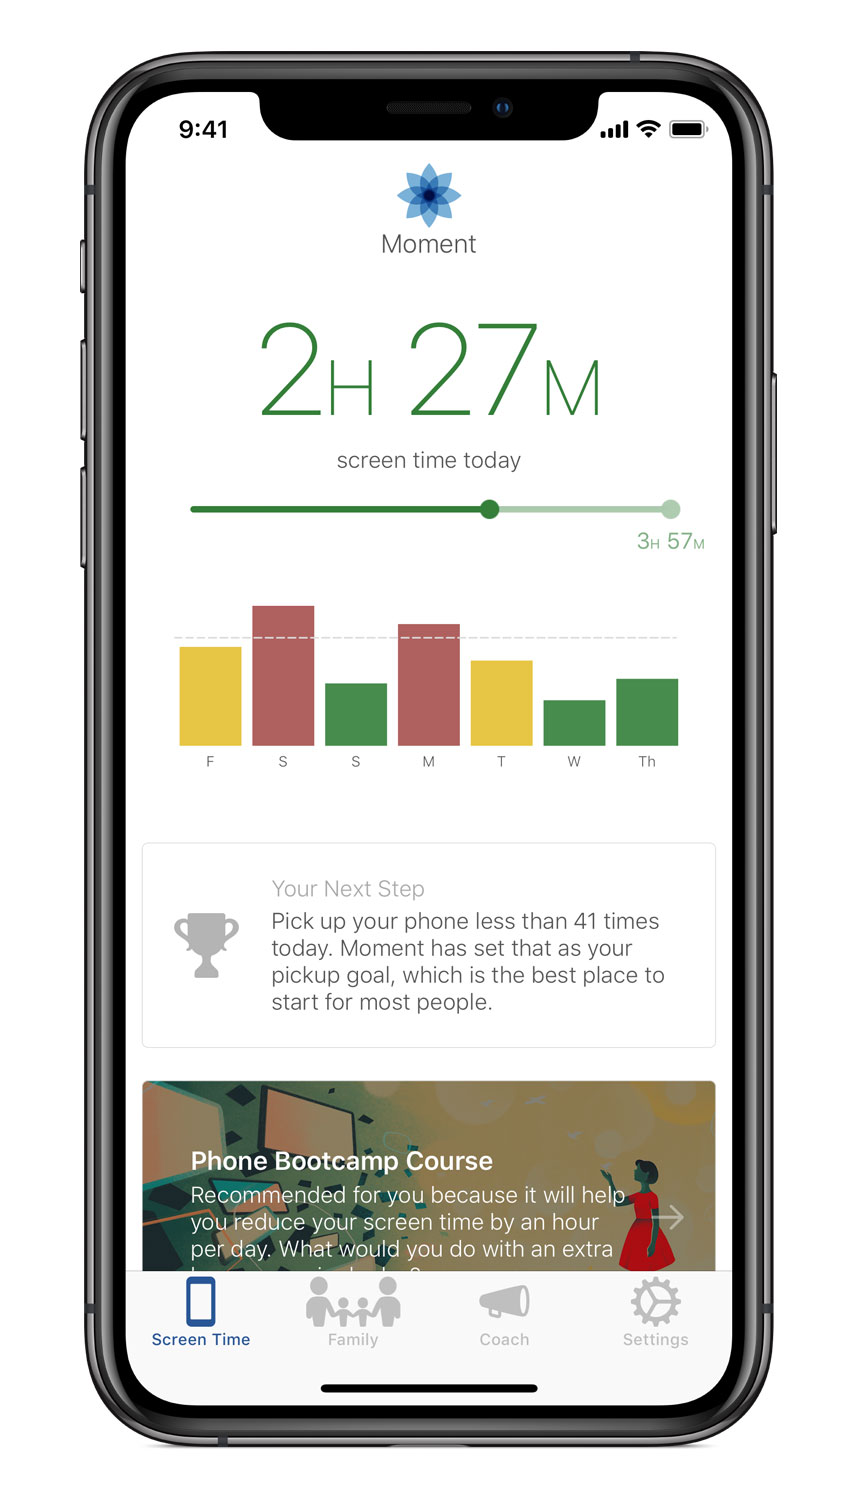 9:41
Moment
2H 27M
screen time today
3H 57M
F S S M T W Th
Your Next Step
Pick up your phone less than 41 times
today. Moment has set that as your
pickup goal, which is the best place to
start for most people.
Phone Bootcamp Course
Recommended for you because it will help
you reduce your screen time by an hour
per day. What would you do with an extra
Screen Time Family Coach Settings